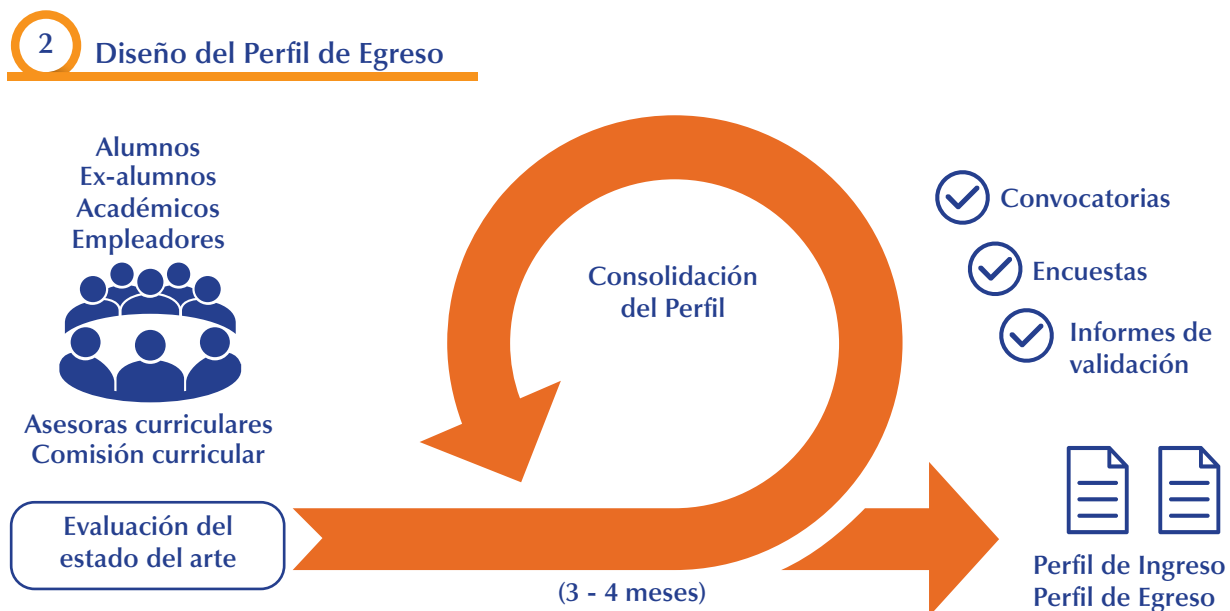 2
Diseño del Perfil de Egreso
Alumnos
Ex-alumnos
Académicos
Empleadores
Asesoras curriculares
Comisión curricular
Evaluación del
estado del arte
Consolidación
del Perfil
(3 - 4 meses)
Convocatorias
Encuestas
Informes de
validación
Perfil de Ingreso
Perfil de Egreso